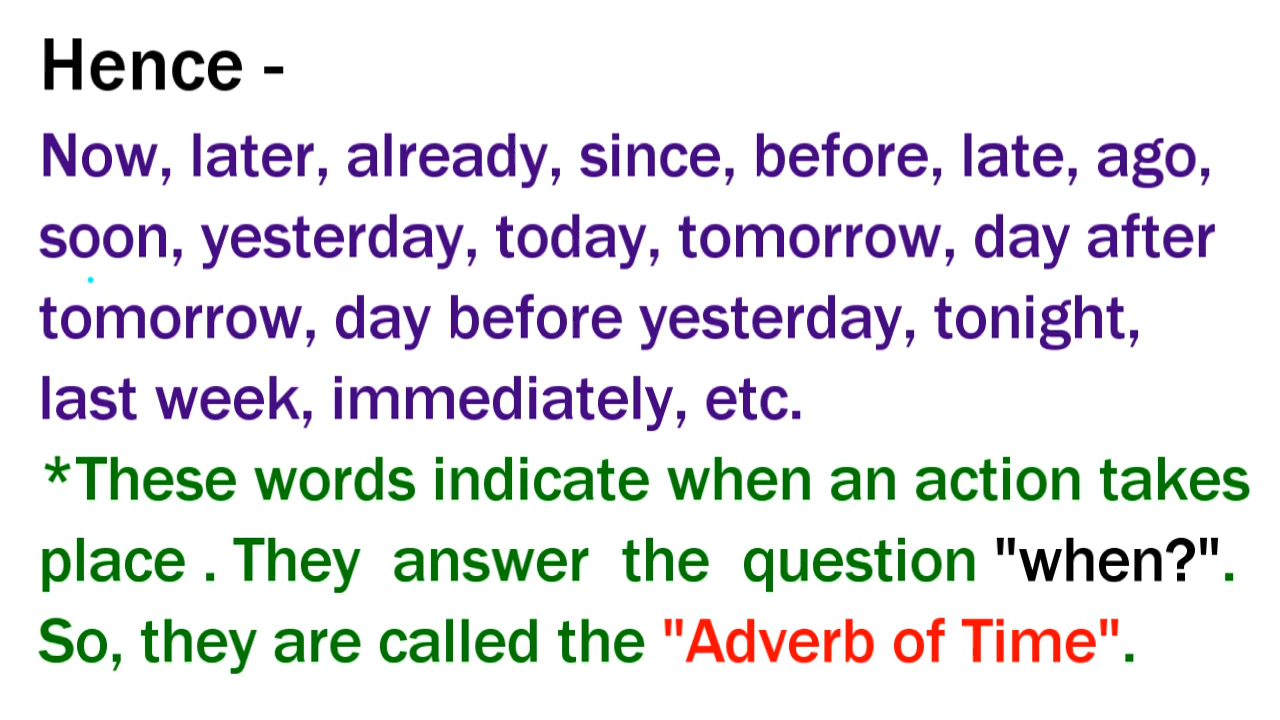 Hence -
Now, later, already, since, before, late, ago,
soon, yesterday, today, tomorrow, day after
tomorrow, day before yesterday, tonight,
last week, immediately, etc.
*These words indicate when an action takes
place . They answer the question "when?".
So, they are called the "Adverb of Time".